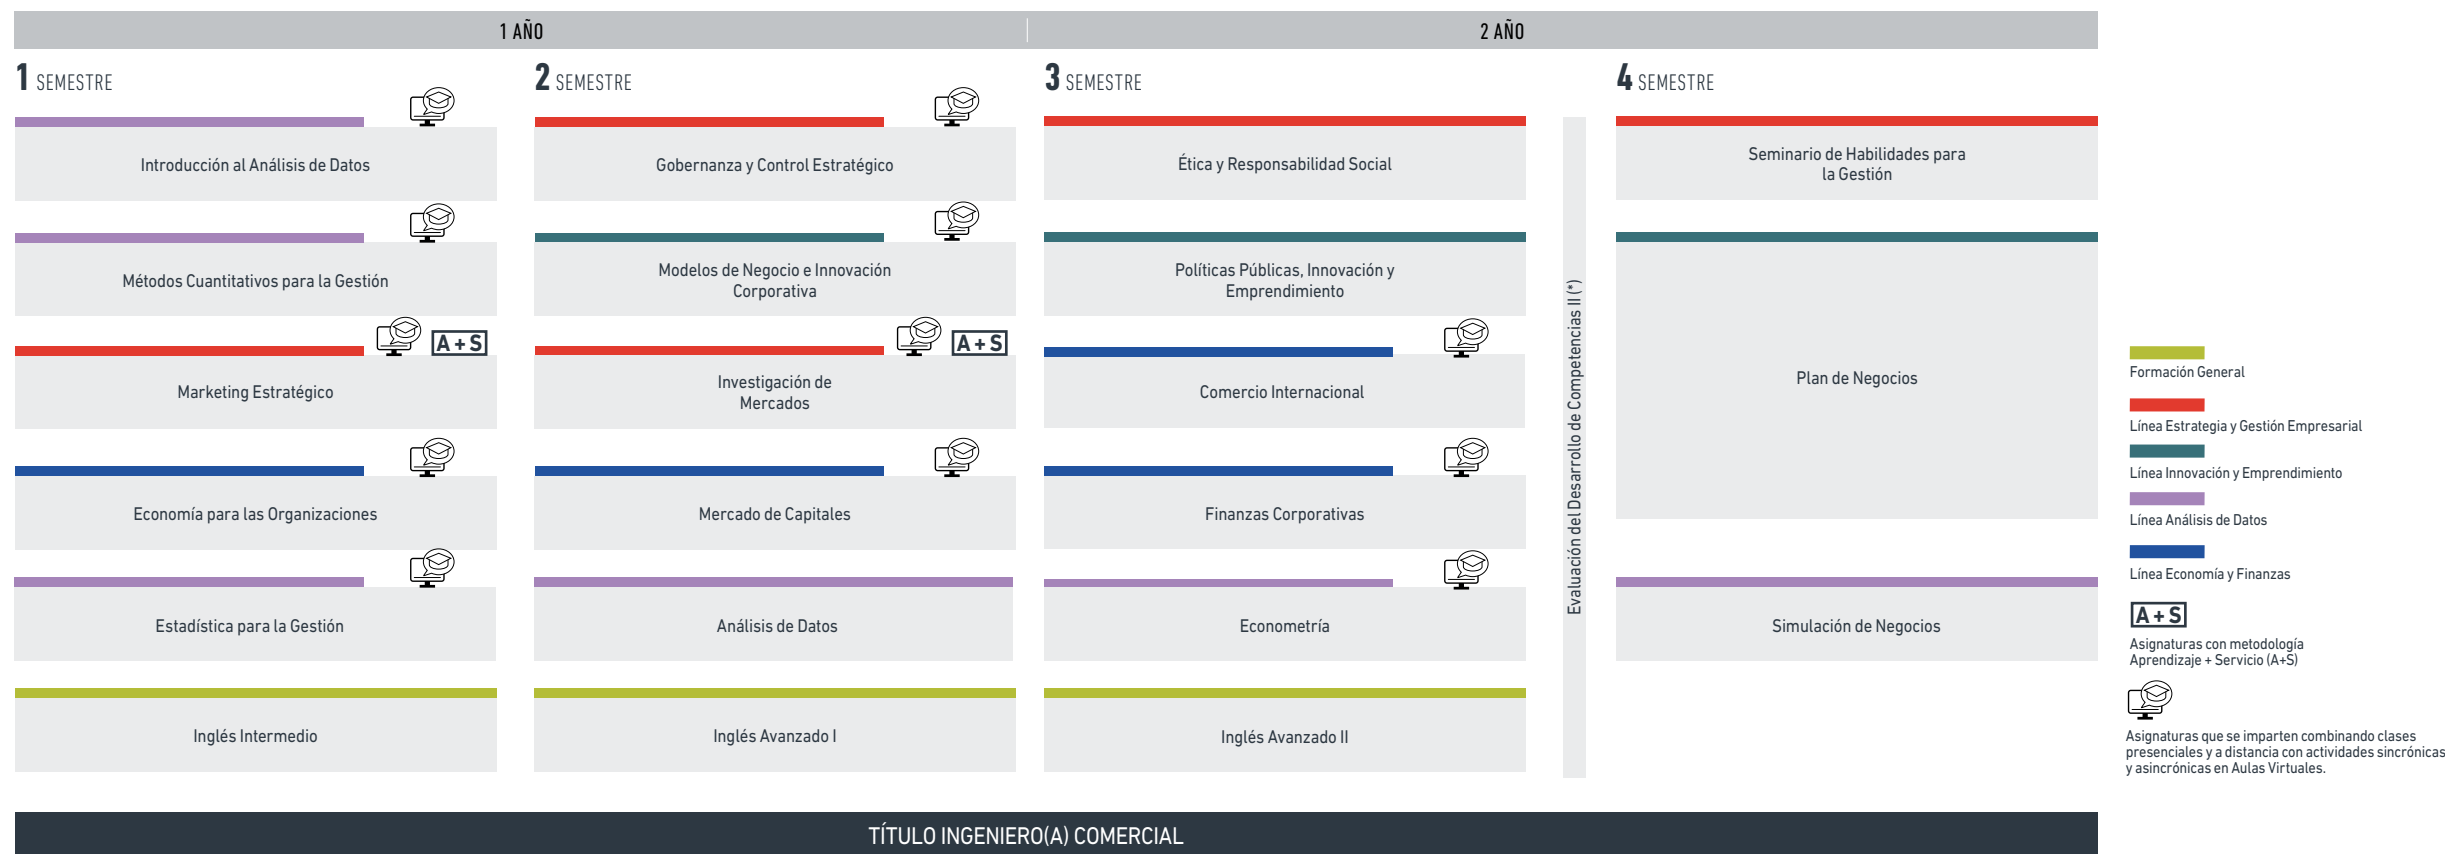 1 AÑO
2 AÑO
1 SEMESTRE
2 SEMESTRE
3 SEMESTRE
4 SEMESTRE
Introducción al Análisis de Datos
Métodos Cuantitativos para la Gestión
A + S
Marketing Estratégico
Economía para las Organizaciones
Estadística para la Gestión
Inglés Intermedio
Gobernanza y Control Estratégico
Modelos de Negocio e Innovación
Corporativa
A + S
Investigación de
Mercados
Mercado de Capitales
Análisis de Datos
Inglés Avanzado I
Ética y Responsabilidad Social
Políticas Públicas, Innovación y
Emprendimiento
Comercio Internacional
Finanzas Corporativas
Econometría
Inglés Avanzado II
Evaluación del Desarrollo de Competencias II (*)
Seminario de Habilidades para
la Gestión
Plan de Negocios
Simulación de Negocios
Formación General
Línea Estrategia y Gestión Empresarial
Línea Innovación y Emprendimiento
Línea Análisis de Datos
Línea Economía y Finanzas
A + S
Asignaturas con metodología
Aprendizaje + Servicio (A+S)
Asignaturas que se imparten combinando clases
presenciales y a distancia con actividades sincrónicas
y asincrónicas en Aulas Virtuales.
TÍTULO INGENIERO(A) COMERCIAL